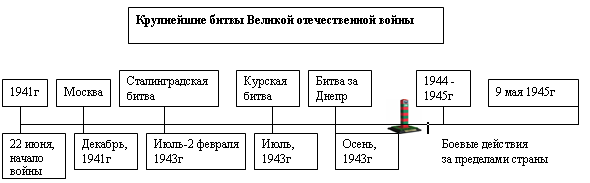 Крупнейшие битвы Великой отечественной войны
1941г
Москва
Сталинградская
битва
Курская
битва
Битва за
Днепр
1944 -
1945г
9 мая 1945г
22 июня,
начало
войны
Декабрь,
1941г
Июль-2 февраля
1943г
Июль,
1943г
Осень,
1943г
Боевые действия
за пределами страны